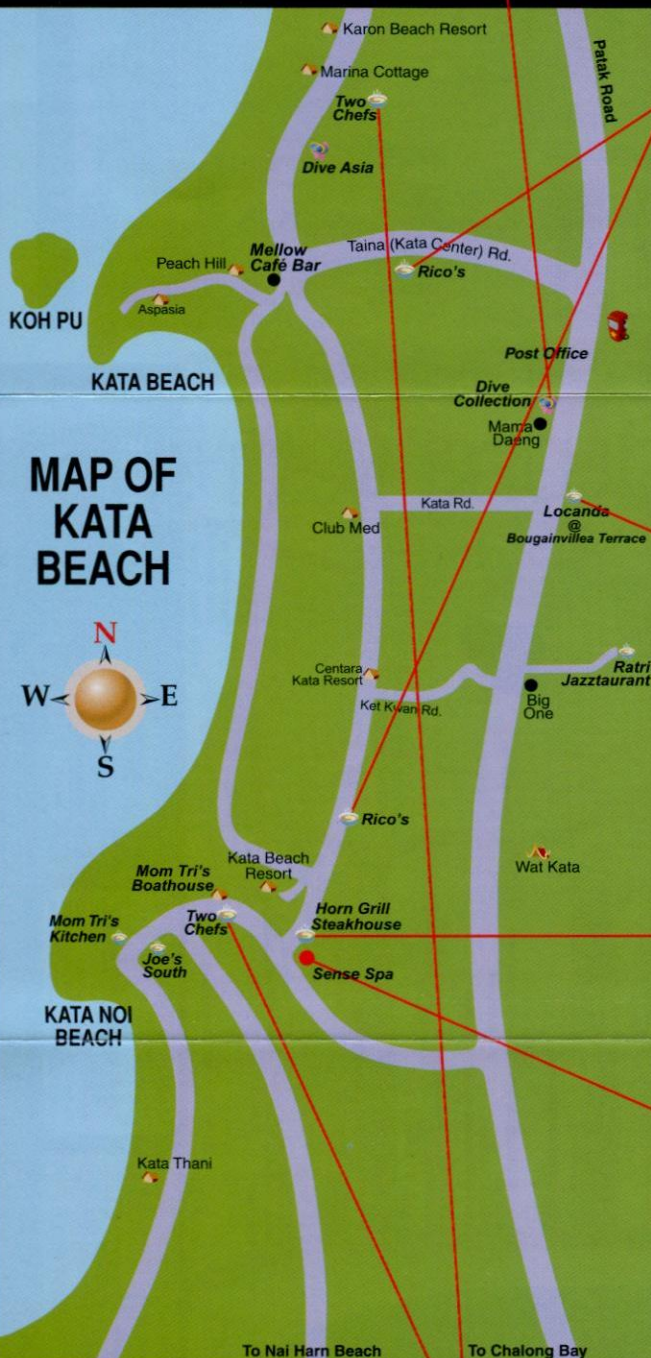 Karon Beach Resort
Marina Cottage
Two
Chefs
Patak Road
Dive Asia
Mellow
Café Bar
Taina (Kata Center) Rd.
Peach Hill
Rico's
Aspasia
KOH PU
Post Office
KATA BEACH
Dive
Collection
Mama
Daeng
MAP OF
KATA
BEACH
Kata Rd.
Club Med
Locanda
@
Bougainvillea Terrace
N
W
E
S
Centara
Kata Resort
Ket Kwan Rd.
Ratri
Jazztaurant
Big
One
Rico's
Wat Kata
Kata Beach
Resort
Mom Tri's
Boathouse
Two
Chefs
Horn Grill
Steakhouse
Mom Tri's
Kitchen
Joe's
South
Sense Spa
KATA NOI
BEACH
Kata Thani
To Nai Harn Beach
To Chalong Bay